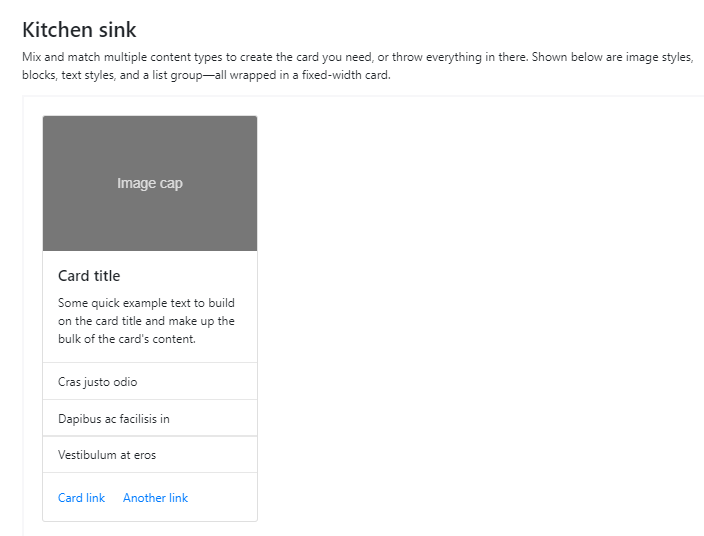 Kitchen sink
Mix and match multiple content types to create the card you need, or throw everything in there. Shown below are image styles,
blocks, text styles, and a list group—all wrapped in a fixed-width card.
Image cap
Card title
Some quick example text to build
on the card title and make up the
bulk of the card's content.
Cras justo odio
Dapibus ac facilisis in
Vestibulum at eros
Card link Another link